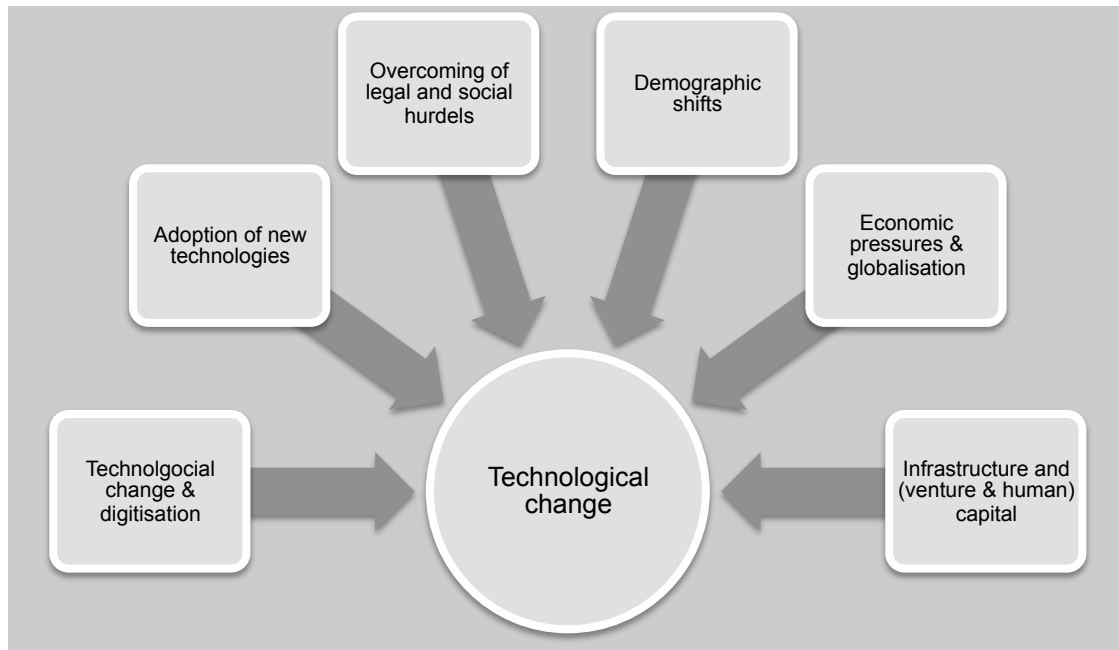 Overcoming of
legal and social
hurdels
Demographic
shifts
Adoption of new
technologies
Economic
pressures &
globalisation
Technolgocial
change &
digitisation
Technological
change
Infrastructure and
(venture & human)
capital